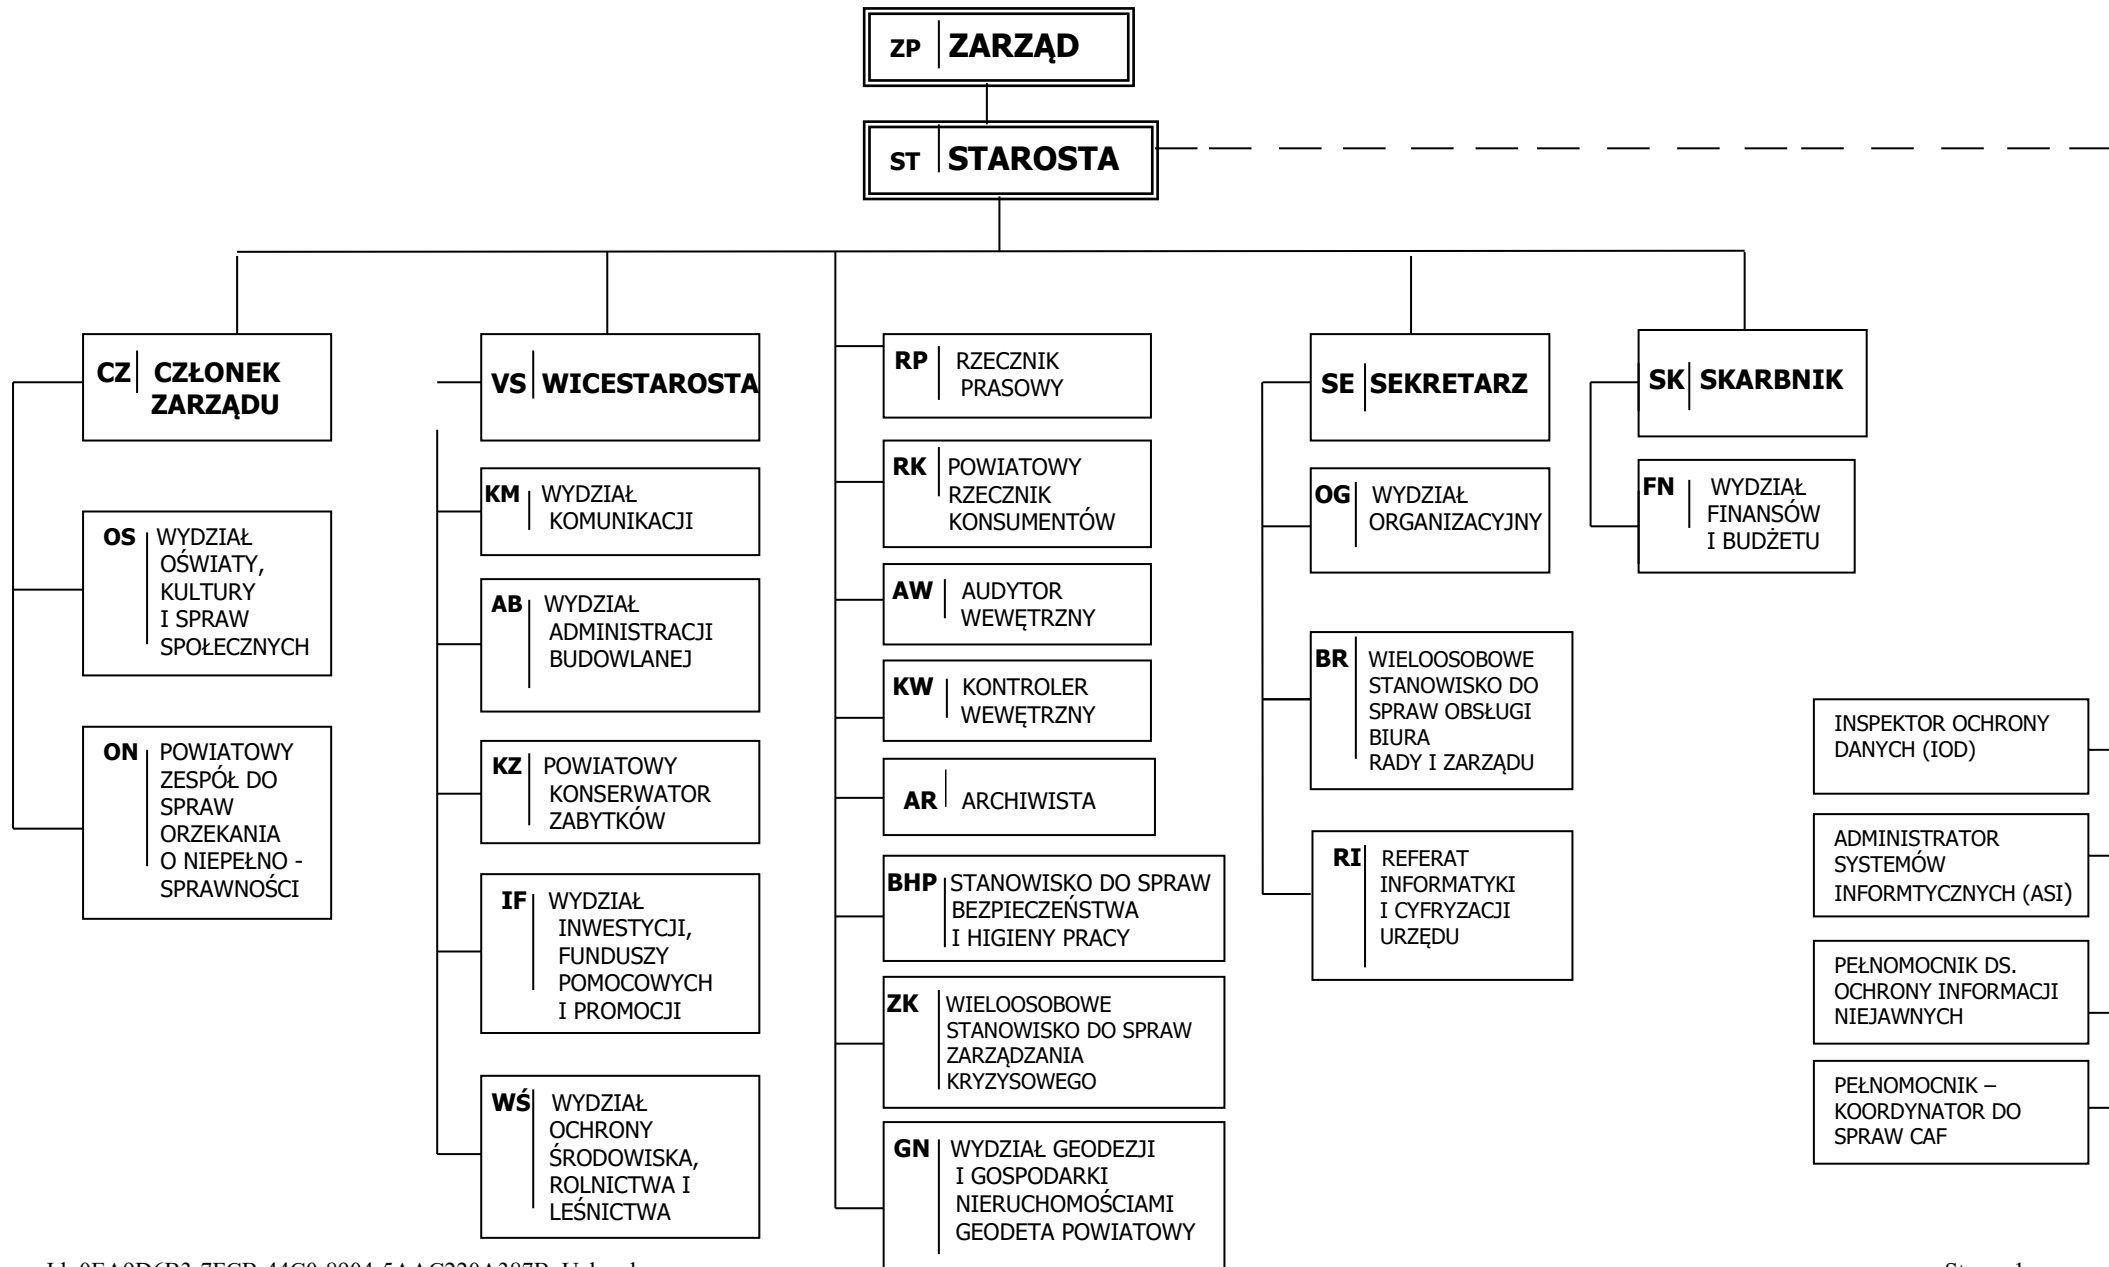 ZP ZARZĄD
ST STAROSTA
CZ CZŁONEK
ZARZĄDU
OS WYDZIAŁ
OŚWIATY,
KULTURY
I SPRAW
SPOŁECZNYCH
ON POWIATOWY
ZESPÓŁ DO
SPRAW
ORZEKANIA
O NIEPEŁNO -
SPRAWNOŚCI
VS WICESTAROSTA
KM WYDZIAŁ
KOMUNIKACJI
AB WYDZIAŁ
ADMINISTRACJI
BUDOWLANEJ
KZ POWIATOWY
KONSERWATOR
ZABYTKÓW
IF WYDZIAŁ
INWESTYCJI,
FUNDUSZY
POMOCOWYCH
I PROMOCJI
WŚ WYDZIAŁ
OCHRONY
ŚRODOWISKA,
ROLNICTWA I
LEŚNICTWA
RP RZECZNIK
PRASOWY
RK POWIATOWY
RZECZNIK
KONSUMENTÓW
AW AUDYTOR
WEWĘTRZNY
KW KONTROLER
WEWĘTRZNY
AR ARCHIWISTA
BHP STANOWISKO DO SPRAW
BEZPIECZEŃSTWA
I HIGIENY PRACY
ZK WIELOOSOBOWE
STANOWISKO DO SPRAW
ZARZĄDZANIA
KRYZYSOWEGO
GN WYDZIAŁ GEODEZJI
I GOSPODARKI
NIERUCHOMOŚCIAMI
GEODETA POWIATOWY
SE SEKRETARZ
OG WYDZIAŁ
ORGANIZACYJNY
BR WIELOOSOBOWE
STANOWISKO DO
SPRAW OBSŁUGI
BIURA
RADY I ZARZĄDU
RI REFERAT
INFORMATYKI
I CYFRYZACJI
URZĘDU
SK SKARBNIK
FN WYDZIAŁ
FINANSÓW
I BUDŻETU
INSPEKTOR OCHRONY
DANYCH (IOD)
ADMINISTRATOR
SYSTEMÓW
INFORMTYCZNYCH (ASI)
PEŁNOMOCNIK DS.
OCHRONY INFORMACJI
NIEJAWNYCH
PEŁNOMOCNIK –
KOORDYNATOR DO
SPRAW CAF